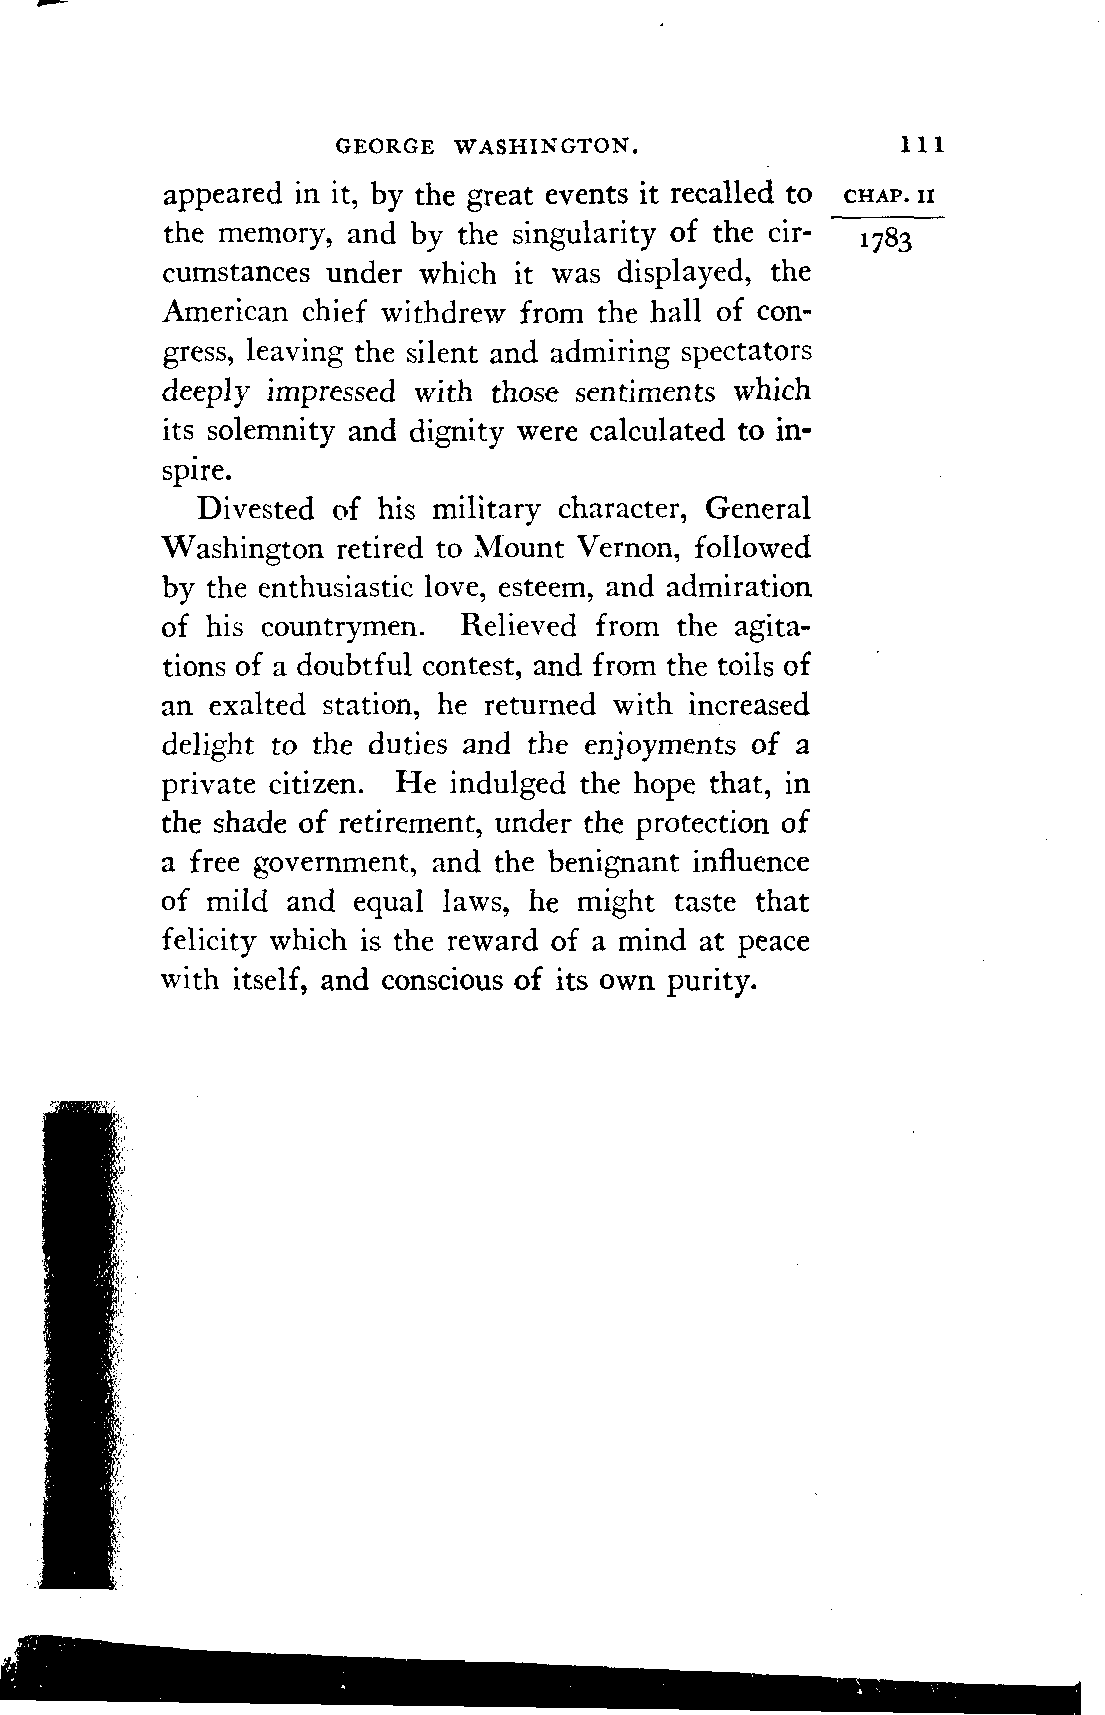 GEORGE WASHINGTON. 111
appeared in it, by the great events it recalled to CHAP. II
the memory, and by the singularity of the cir- 1783
cumstances under which it was displayed, the
American chief withdrew from the hall of con-
gress, leaving the silent and admiring spectators
deeply impressed with those sentiments which
its solemnity and dignity were calculated to in-
spire.
Divested of his military character, General
Washington retired to Mount Vernon, followed
by the enthusiastic love, esteem, and admiration
of his countrymen. Relieved from the agita-
tions of a doubtful contest, and from the toils of
an exalted station, he returned with increased
delight to the duties and the enjoyments of a
private citizen. He indulged the hope that, in
the shade of retirement, under the protection of
a free government, and the benignant influence
of mild and equal laws, he might taste that
felicity which is the reward of a mind at peace
with itself, and conscious of its own purity.